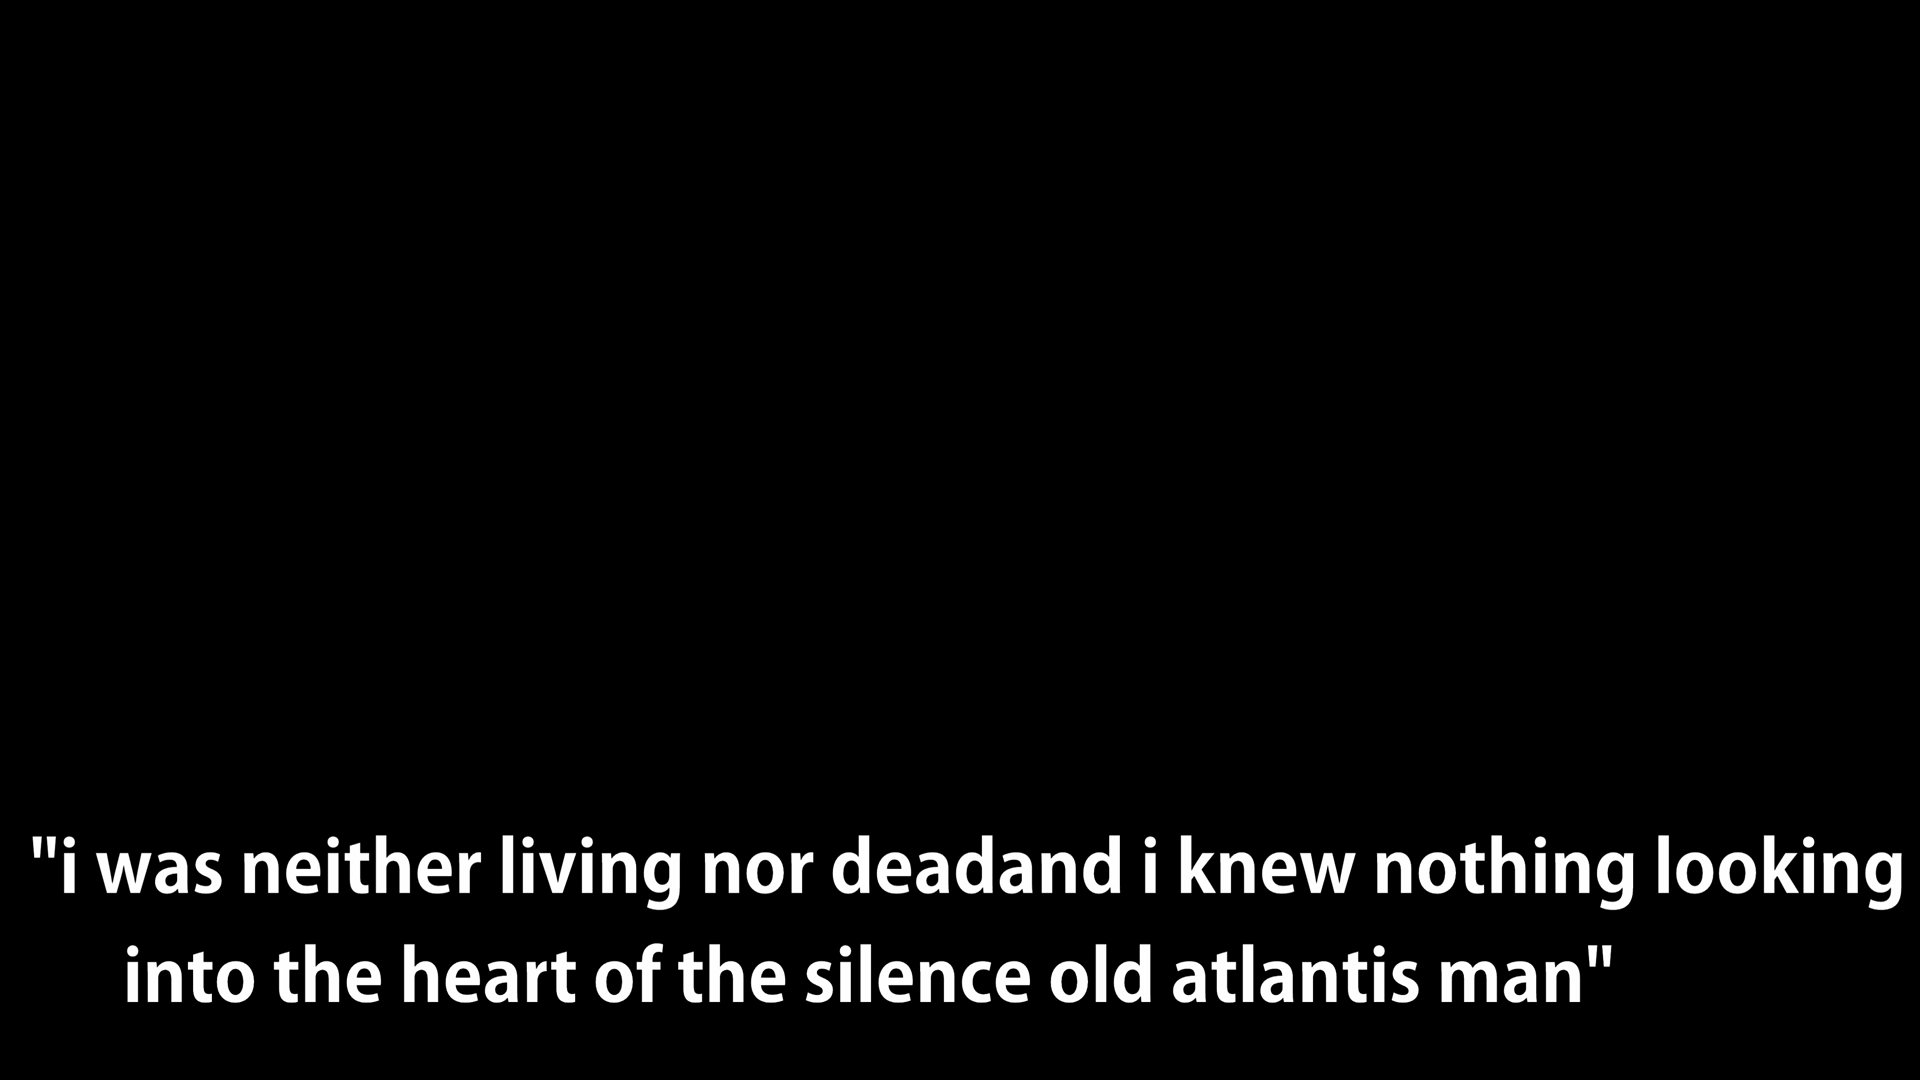 "i was neither living nor deadand i knew nothing looking
into the heart of the silence old atlantis man"